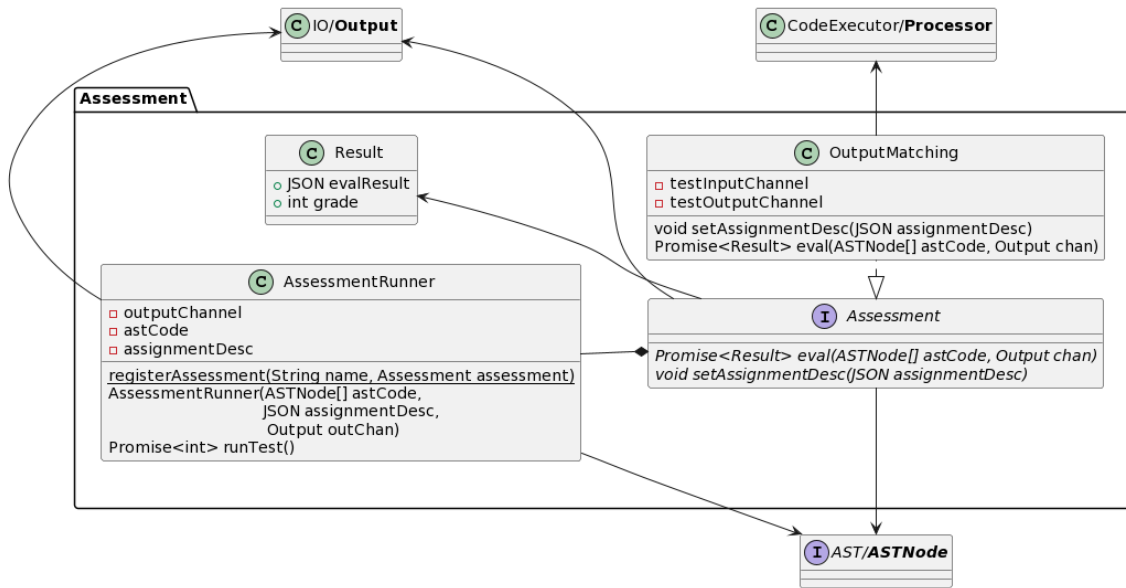 C IO/Output
C CodeExecutor/Processor
Assessment
C Result
JSON evalResult
int grade
C OutputMatching
testInputChannel
testOutputChannel
void setAssignmentDesc(JSON assignmentDesc)
Promise<Result> eval(ASTNode[] astCode, Output chan)
C AssessmentRunner
outputChannel
astCode
assignmentDesc
registerAssessment(String name, Assessment assessment)
AssessmentRunner(ASTNode[] astCode,
JSON assignmentDesc,
Output outChan)
Promise<int> runTest()
I Assessment
Promise<Result> eval(ASTNode[] astCode, Output chan)
void setAssignmentDesc(JSON assignmentDesc)
I AST/ASTNode